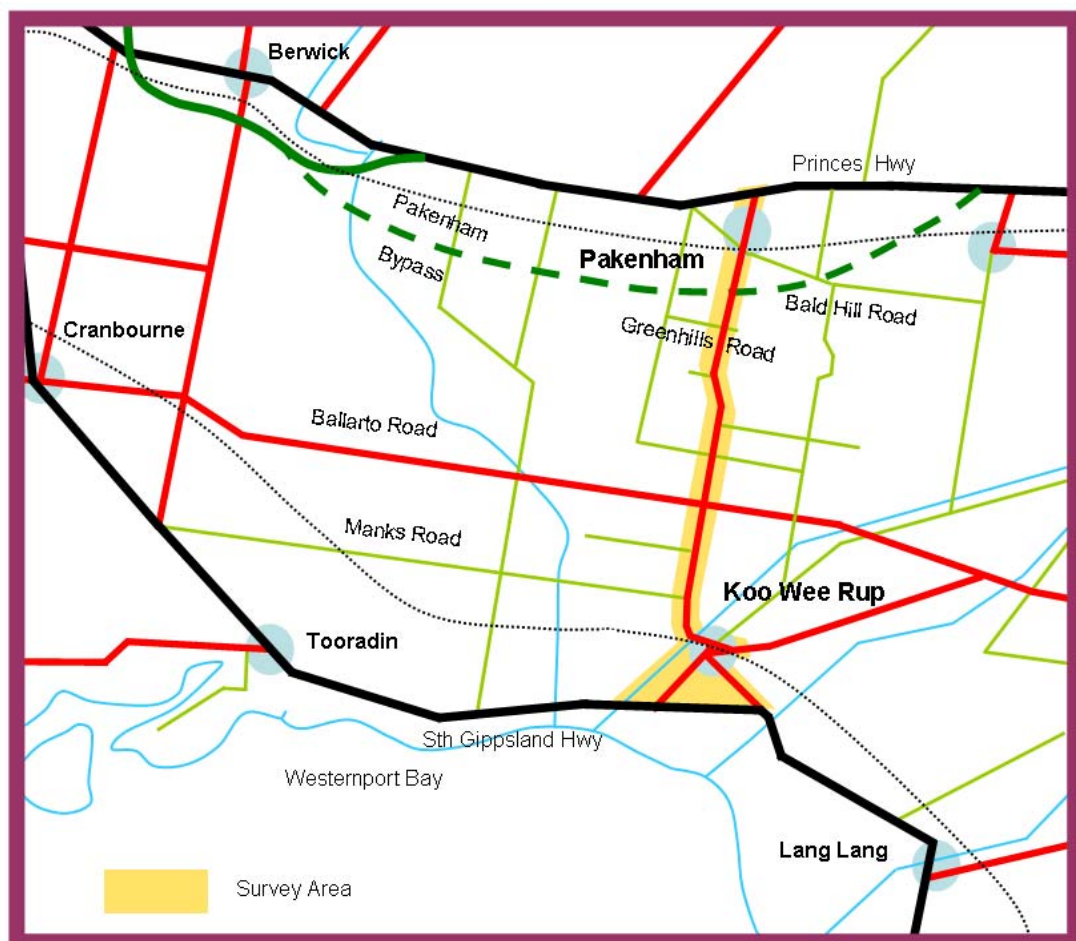 Berwick
Princes Hwy
Pakenham
Bypass
Pakenham
Bald Hill Road
Greenhills Road
Cranbourne
Ballarto Road
Manks Road
Koo Wee Rup
Tooradin
Sth Gippsland Hwy
Westernport Bay
Lang Lang
Survey Area